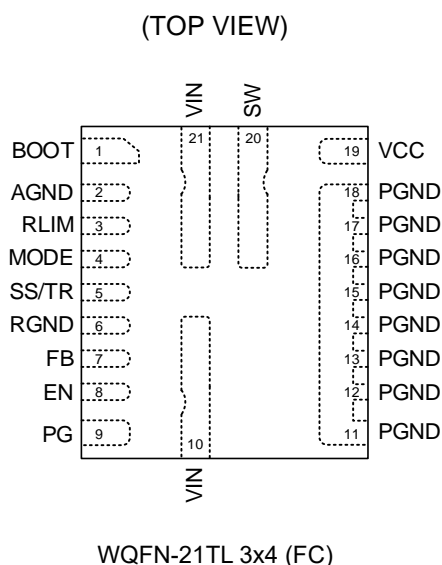 (TOP VIEW)
VIN
SW
21
20
BOOT 1
19 VCC
AGND 2
18 PGND
RLIM 3
17 PGND
MODE 4
16 PGND
SS/TR 5
15 PGND
RGND 6
14 PGND
FB 7
13 PGND
EN 8
12 PGND
PG 9
10
11 PGND
VIN
WQFN-21TL 3x4 (FC)